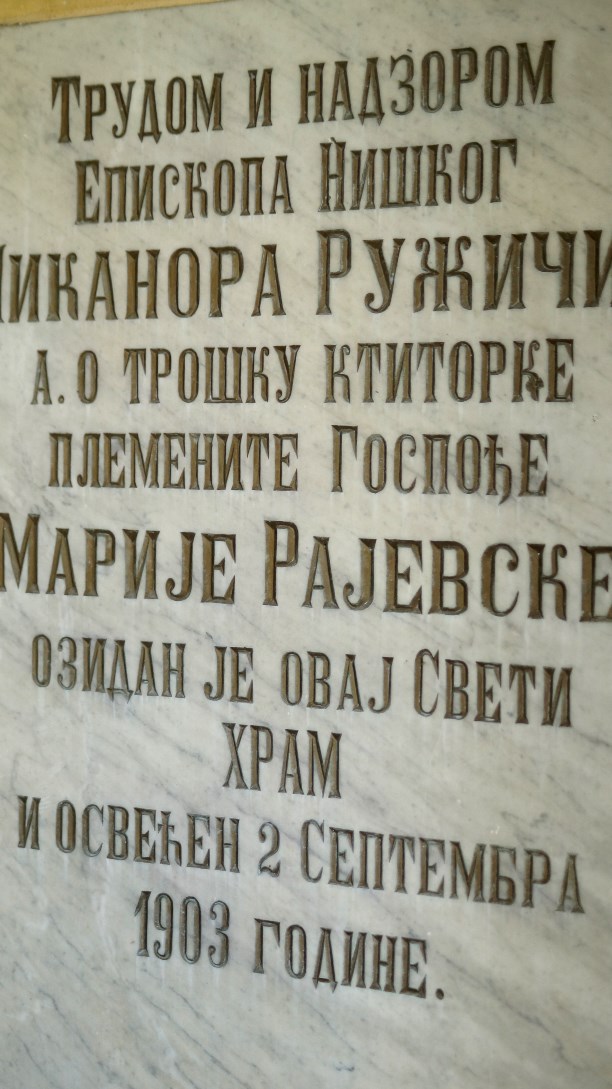 Трудом и надзором
Епископа Нишког
Никанора Ружичи
а. о трошку ктиторке
племените Госпође
Марије Рајевске
озидан је овај Свети
храм
и освећен 2 Септембра
1903 године.